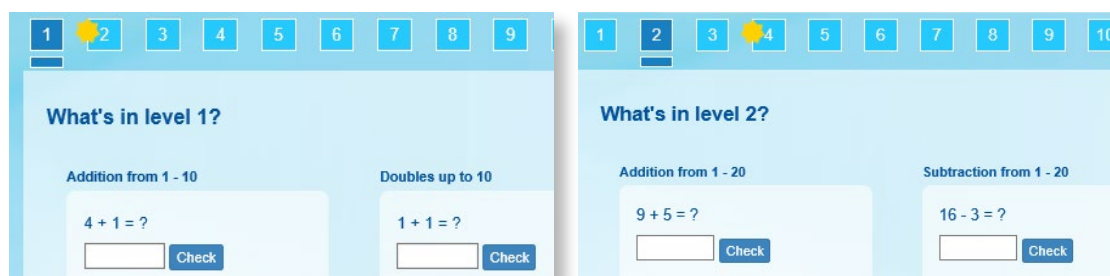 1 2 3 4 5 6 7 8 9
What's in level 1?
Addition from 1 - 10 Doubles up to 10
4 + 1 = ? 1 + 1 = ?
Check Check
1 2 3 4 5 6 7 8 9 10
What's in level 2?
Addition from 1 - 20 Subtraction from 1 - 20
9 + 5 = ? 16 - 3 = ?
Check Check